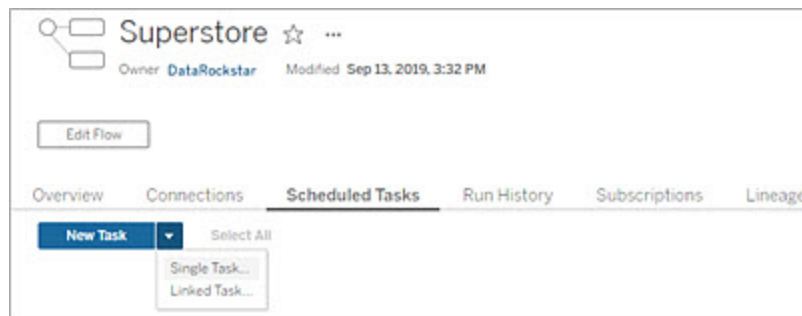 Superstore ☆ ...
Owner DataRockstar Modified Sep 13, 2019, 3:32 PM
Edit Flow
Overview Connections Scheduled Tasks Run History Subscriptions Lineage
New Task Select All
Single Task...
Linked Task...